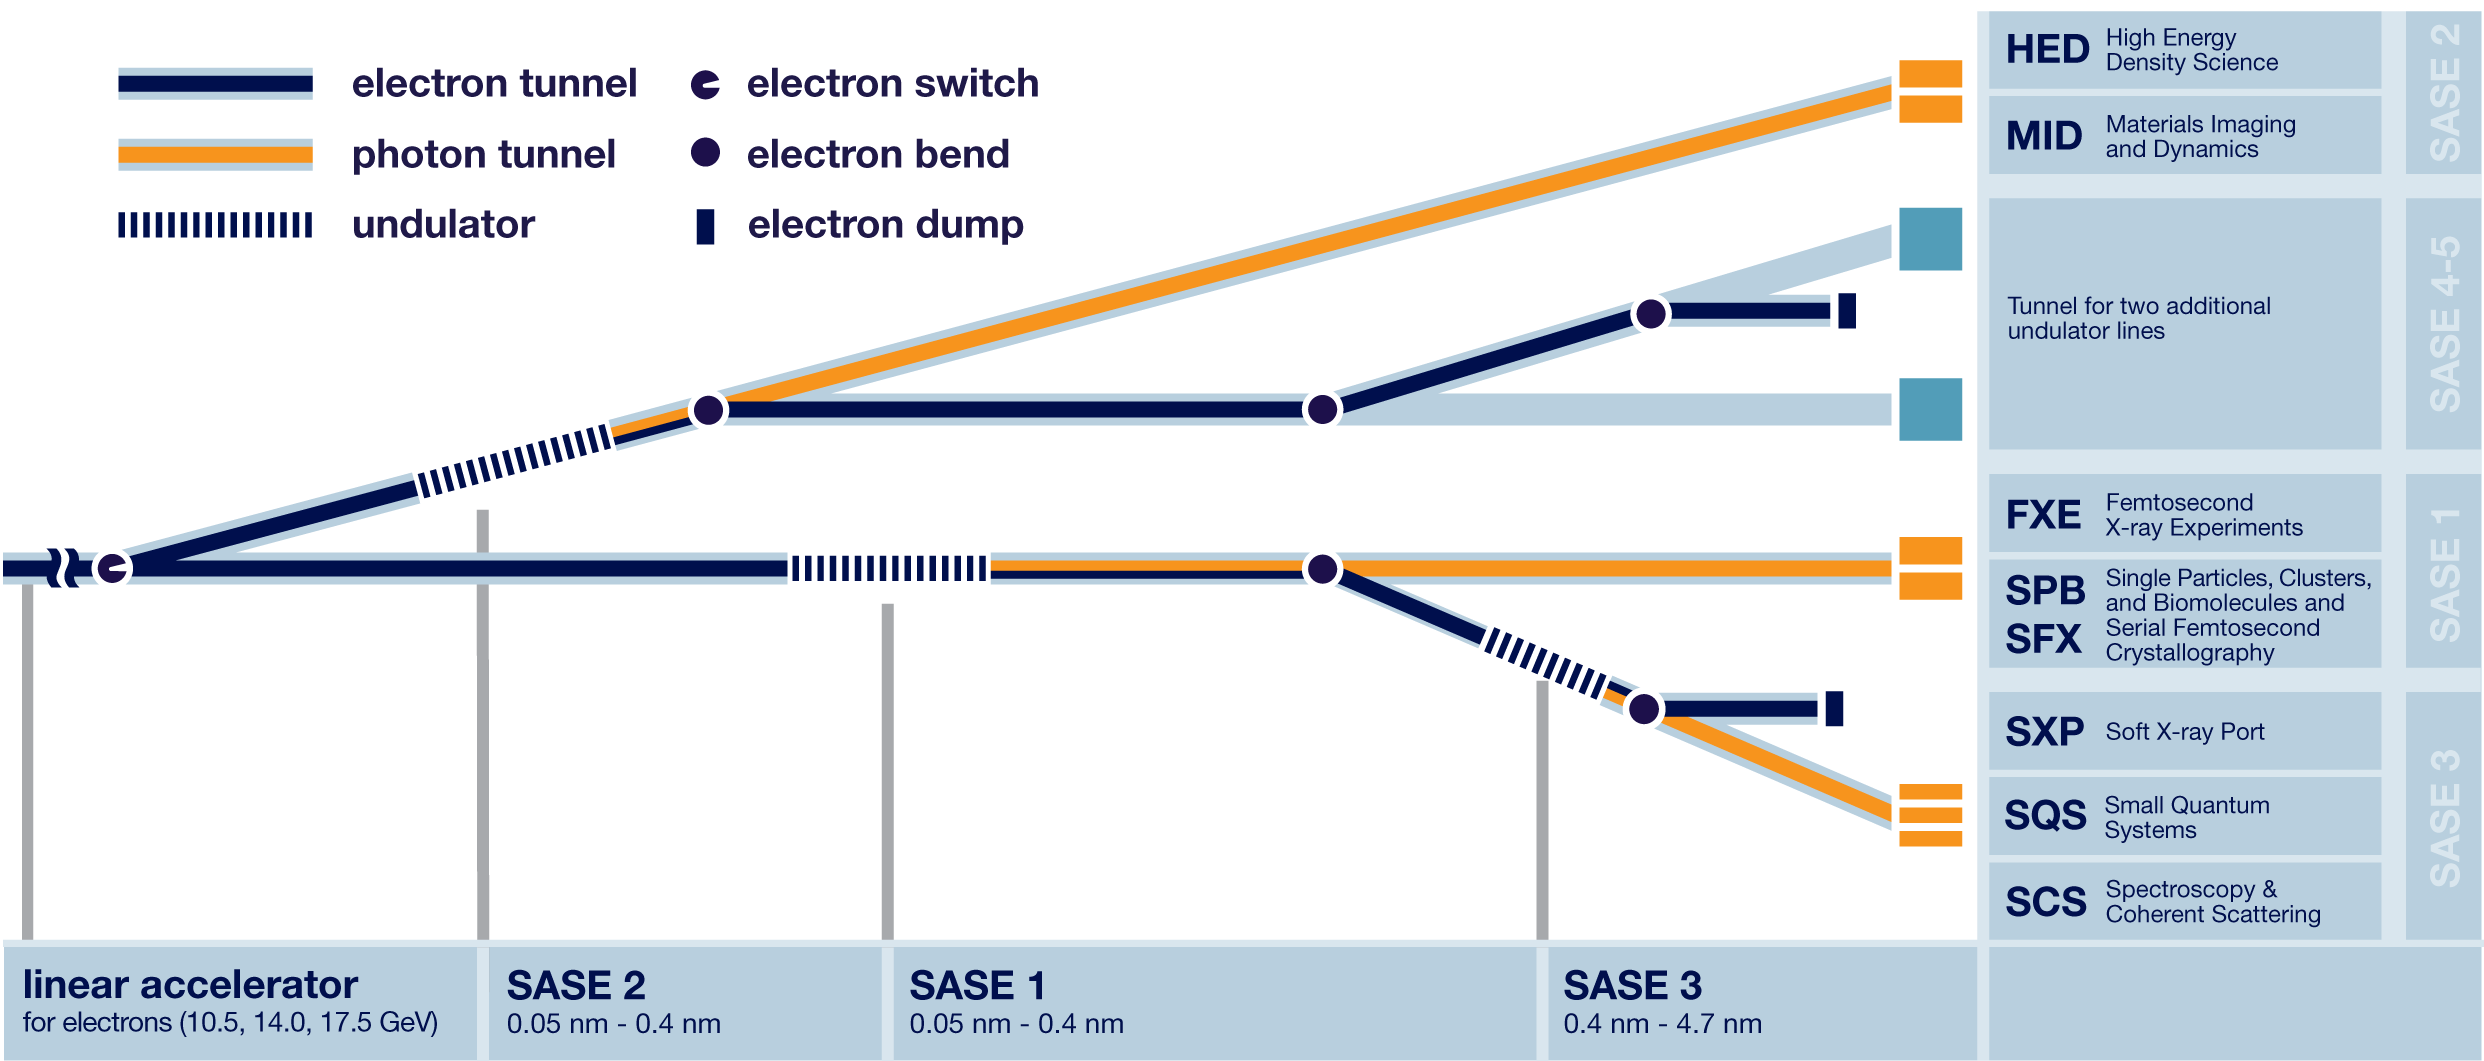 electron tunnel
electron switch
photon tunnel
electron bend
undulator
electron dump
HED
High Energy
Density Science
MID
Materials Imaging
and Dynamics
SASE 2
Tunnel for two additional
undulator lines
SASE 4-5
FXE
Femtosecond
X-ray Experiments
SPB
SFX
Single Particles, Clusters,
and Biomolecules and
Serial Femtosecond
Crystallography
SASE 1
SXP
Soft X-ray Port
SQS
Small Quantum
Systems
SCS
Spectroscopy &
Coherent Scattering
SASE 3
linear accelerator
for electrons (10.5, 14.0, 17.5 GeV)
SASE 2
0.05 nm - 0.4 nm
SASE 1
0.05 nm - 0.4 nm
SASE 3
0.4 nm - 4.7 nm